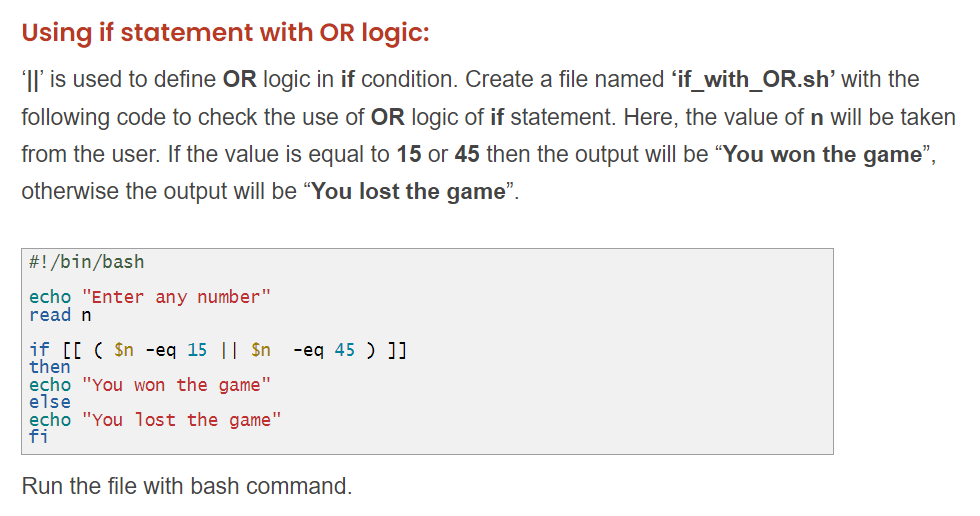 Using if statement with OR logic:
‘||’ is used to define OR logic in if condition. Create a file named ‘if_with_OR.sh’ with the
following code to check the use of OR logic of if statement. Here, the value of n will be taken
from the user. If the value is equal to 15 or 45 then the output will be “You won the game”,
otherwise the output will be “You lost the game”.
#!/bin/bash
echo "Enter any number"
read n
if [[ ( $n -eq 15 || $n  -eq 45 ) ]]
then
echo "You won the game"
else
echo "You lost the game"
fi
Run the file with bash command.